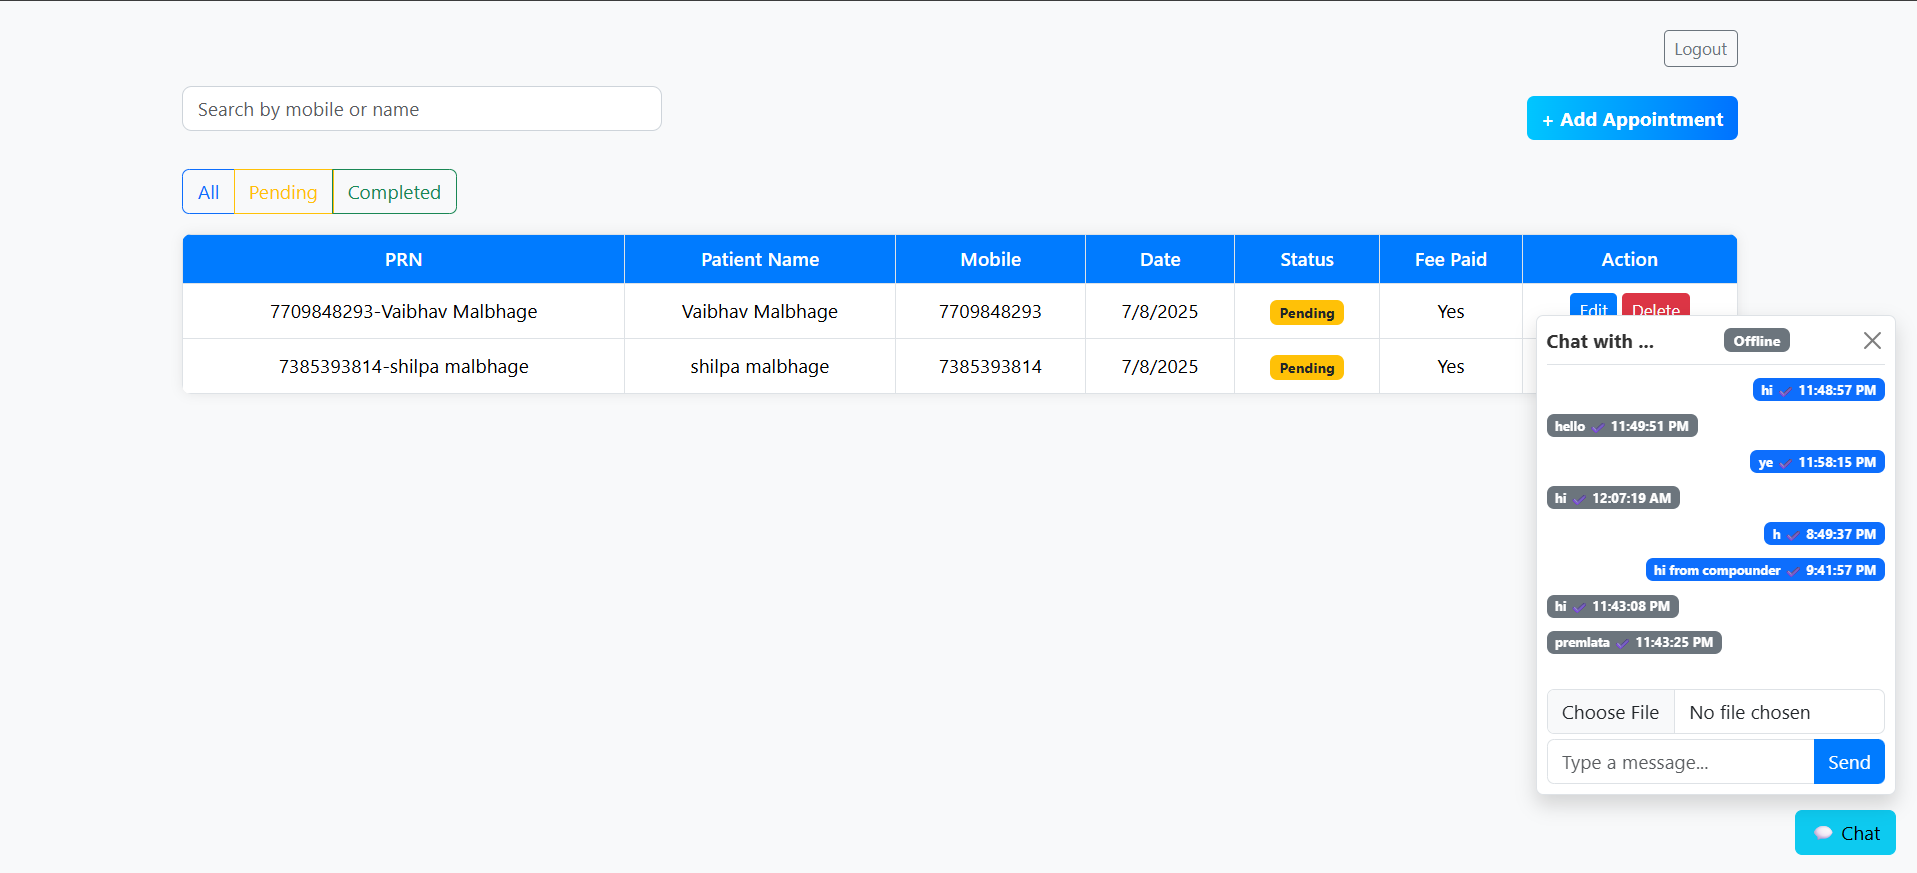 Logout
Search by mobile or name
+ Add Appointment
All Pending Completed
PRN Patient Name Mobile Date Status Fee Paid Action
7709848293-Vaibhav Malbhage Vaibhav Malbhage 7709848293 7/8/2025 Pending Yes Edit Delete
7385393814-shilpa malbhage shilpa malbhage 7385393814 7/8/2025 Pending Yes
Chat with ... Offline
hi ✓ 11:48:57 PM
hello ✓ 11:49:51 PM
ye ✓ 11:58:15 PM
hi ✓ 12:07:19 AM
h ✓ 8:49:37 PM
hi from compounder ✓ 9:41:57 PM
hi ✓ 11:43:08 PM
premlata ✓ 11:43:25 PM
Choose File No file chosen
Type a message... Send
Chat